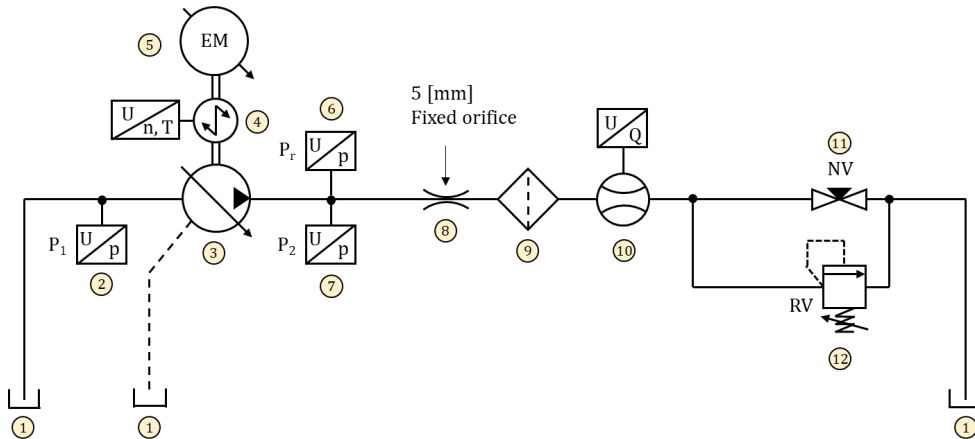 EM
5
U
n, T
4
5 [mm]
Fixed orifice
6
P_r
U
p
U
Q
11
NV
P_1
U
p
2
3
P_2
U
p
7
8
9
10
RV
12
1
1
1